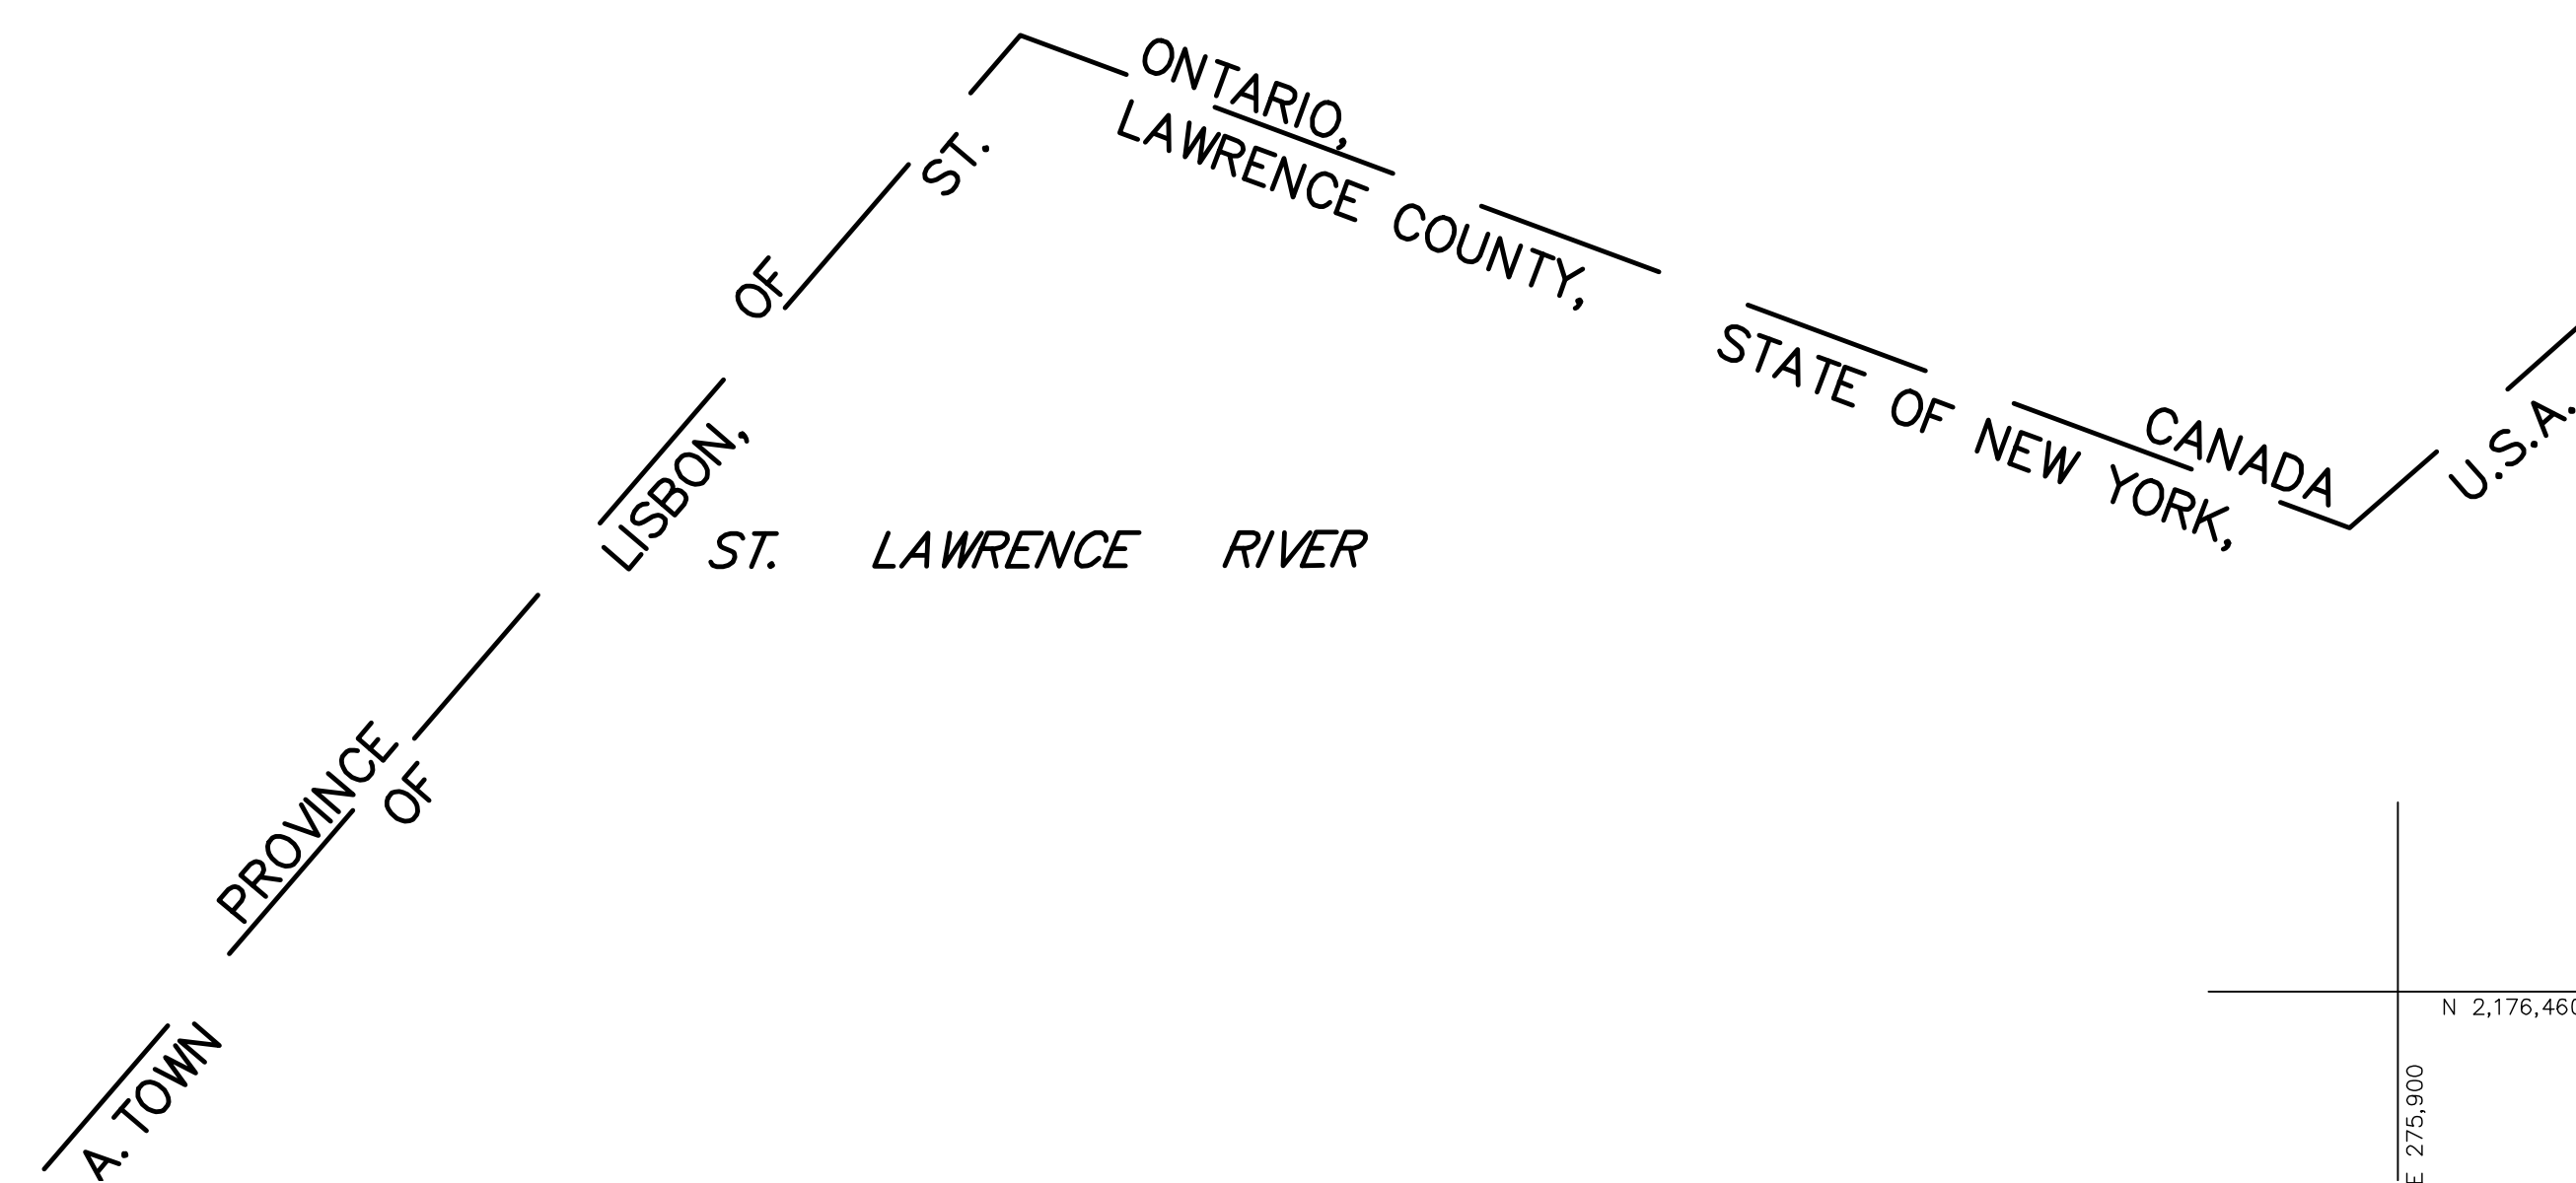 PROVINCE OF ONTARIO, CANADA
A. TOWN OF LISBON, ST. LAWRENCE COUNTY, STATE OF NEW YORK, U.S.A.
ST. LAWRENCE RIVER
N 2,176,460
E 275,900